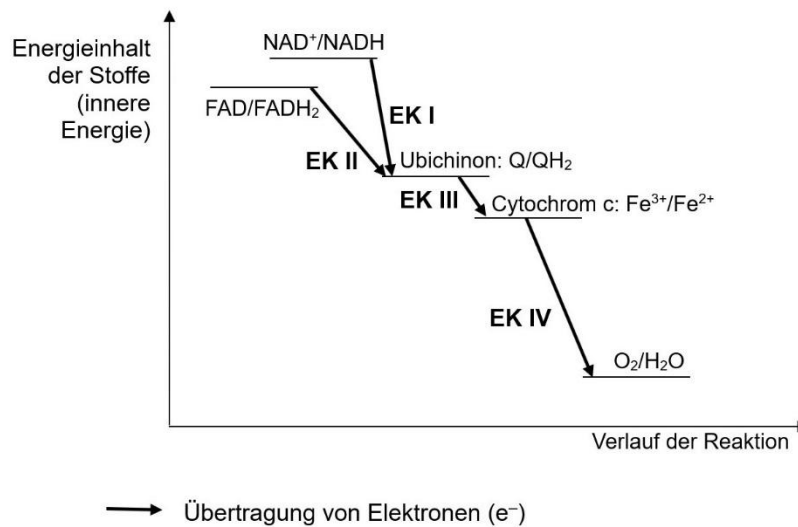 Energieinhalt
der Stoffe
(innere
Energie)
NAD⁺/NADH
FAD/FADH₂
EK I
EK II
Ubichinon: Q/QH₂
EK III
Cytochrom c: Fe³⁺/Fe²⁺
EK IV
O₂/H₂O
Verlauf der Reaktion
Übertragung von Elektronen (e⁻)